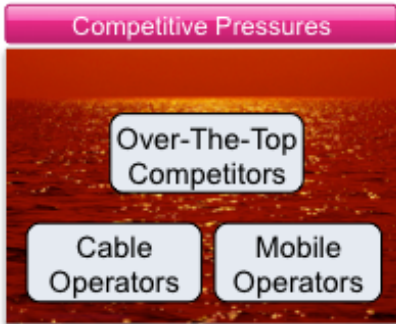 Competitive Pressures
Over-The-Top
Competitors
Cable
Operators
Mobile
Operators